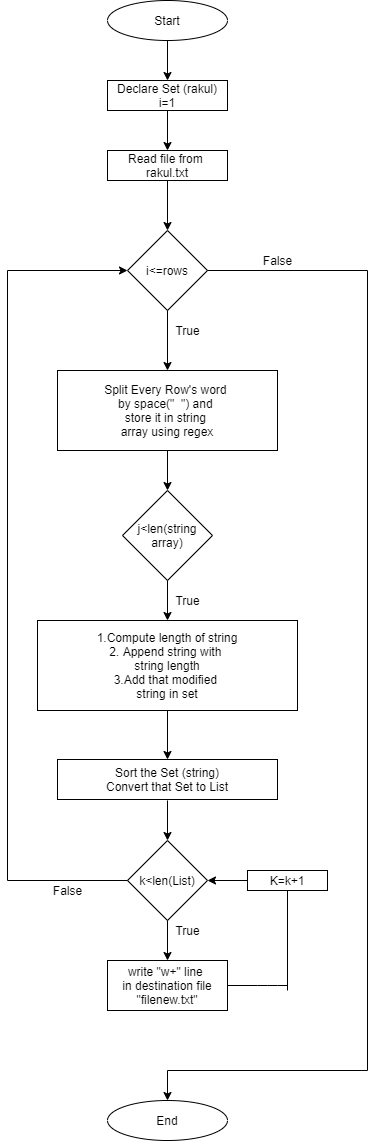 Start
Declare Set (rakul)
i=1
Read file from
rakul.txt
i<=rows
False
True
Split Every Row's word
by space("  ") and
store it in string
array using regex
j<len(string
array)
True
1.Compute length of string
2. Append string with
string length
3.Add that modified
string in set
Sort the Set (string)
Convert that Set to List
k<len(List)
K=k+1
False
True
write "w+" line
in destination file
"filenew.txt"
End